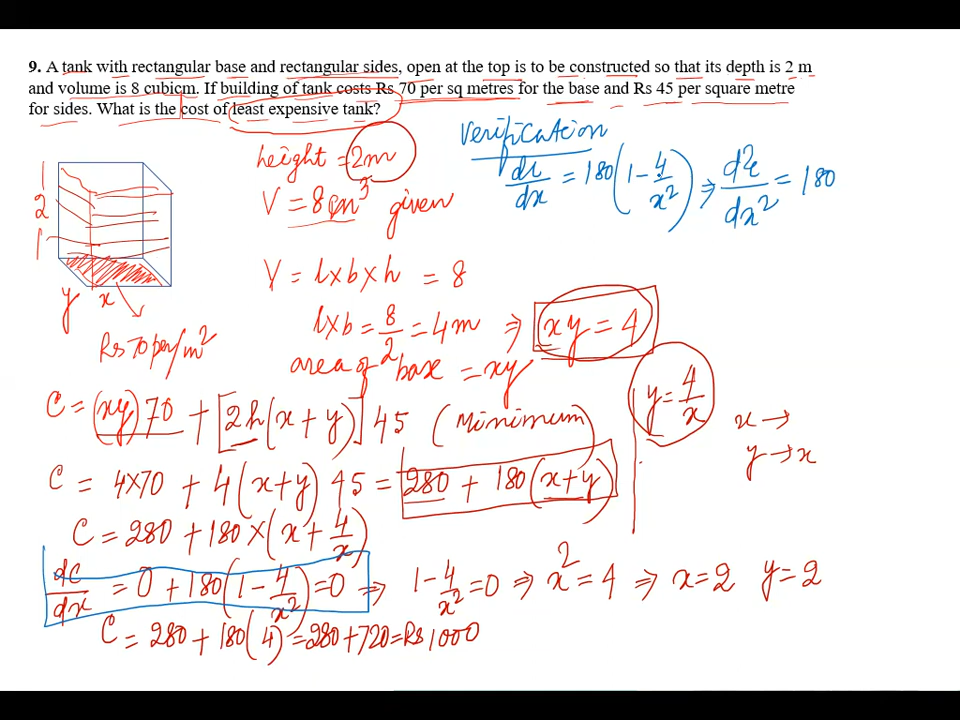 9. A tank with rectangular base and rectangular sides, open at the top is to be constructed so that its depth is 2 m
and volume is 8 cubicm. If building of tank costs Rs 70 per sq metres for the base and Rs 45 per square metre
for sides. What is the cost of least expensive tank?
Verification
height = 2m
dc/dx = 180(1 - 4/x²) ⇒ d²c/dx² = 180
V = 8m³ given
1
2
1
y x
V = l×b×h = 8
l×b = 8/2 = 4m ⇒ xy = 4
Rs 70 per/m²
area of base = xy
y = 4/x
C = (xy)70 + [2h(x+y)]45 (Minimum)
x →
y → x
C = 4×70 + 4(x+y)45 = 280 + 180(x+y)
C = 280 + 180×(x + 4/x)
dC/dx = 0 + 180(1 - 4/x²) = 0 ⇒ 1 - 4/x² = 0 ⇒ x² = 4 ⇒ x = 2 y = 2
C = 280 + 180(4) = 280 + 720 = Rs 1000